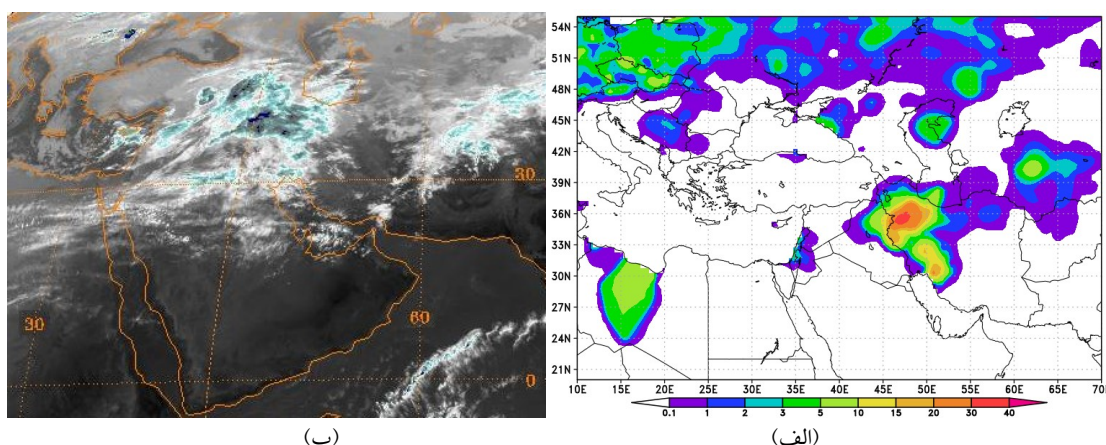 30
60
30
0
54N
51N
48N
45N
42N
39N
36N
33N
30N
27N
24N
21N
10E 15E 20E 25E 30E 35E 40E 45E 50E 55E 60E 65E 70
0.1 1 2 3 5 10 15 20 30 40
(الف)
(ب)